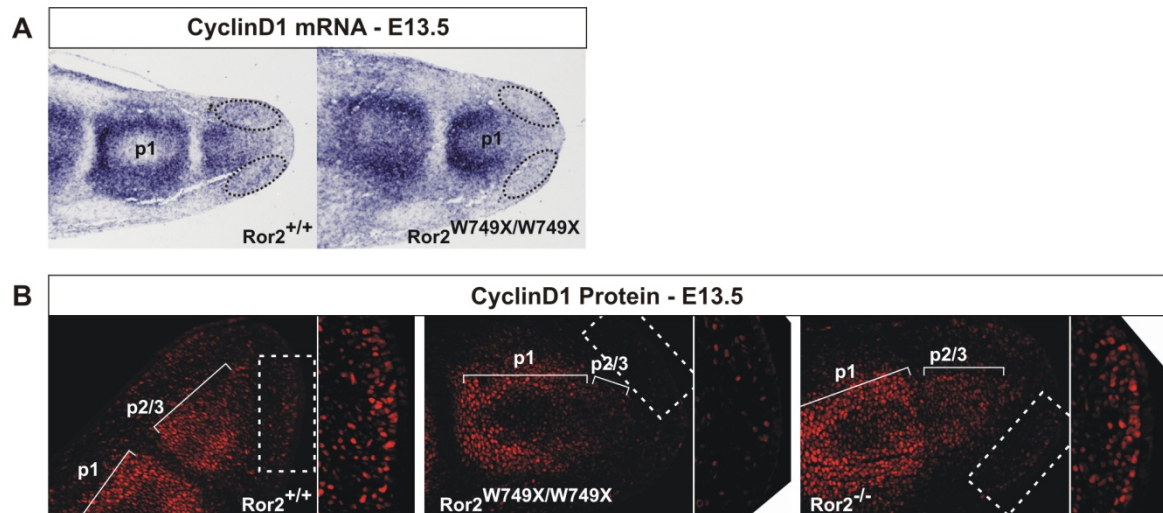 A
CyclinD1 mRNA - E13.5
p1
Ror2+/+
p1
Ror2W749X/W749X
B
CyclinD1 Protein - E13.5
p2/3
p1
Ror2+/+
p1
p2/3
Ror2W749X/W749X
p1
p2/3
Ror2-/-